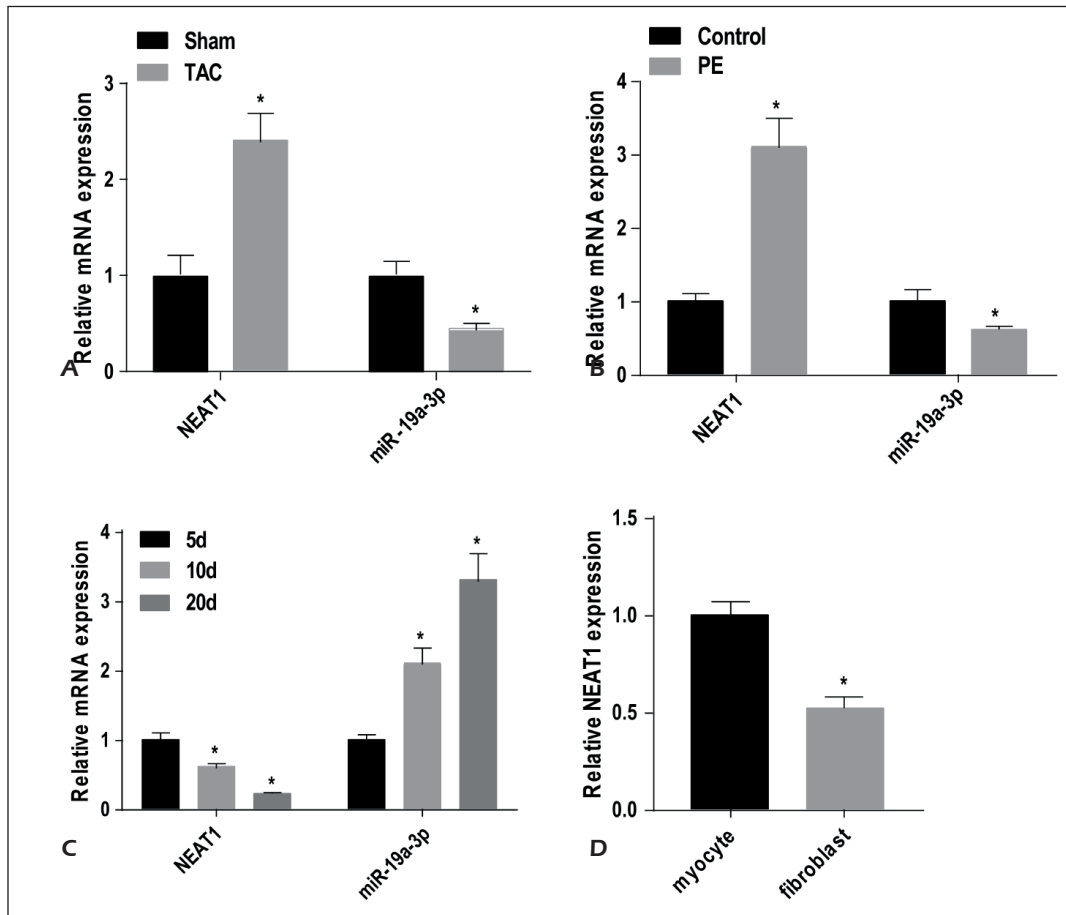 Sham
TAC
Relative mRNA expression
3
*
2
1
*
0
A
NEAT1
miR-19a-3p
Control
PE
Relative mRNA expression
4
*
3
2
1
*
0
B
NEAT1
miR-19a-3p
5d
10d
20d
Relative mRNA expression
4
*
3
*
2
1
*
*
0
C
NEAT1
miR-19a-3p
Relative NEAT1 expression
1.5
1.0
*
0.5
0.0
D
myocyte
fibroblast